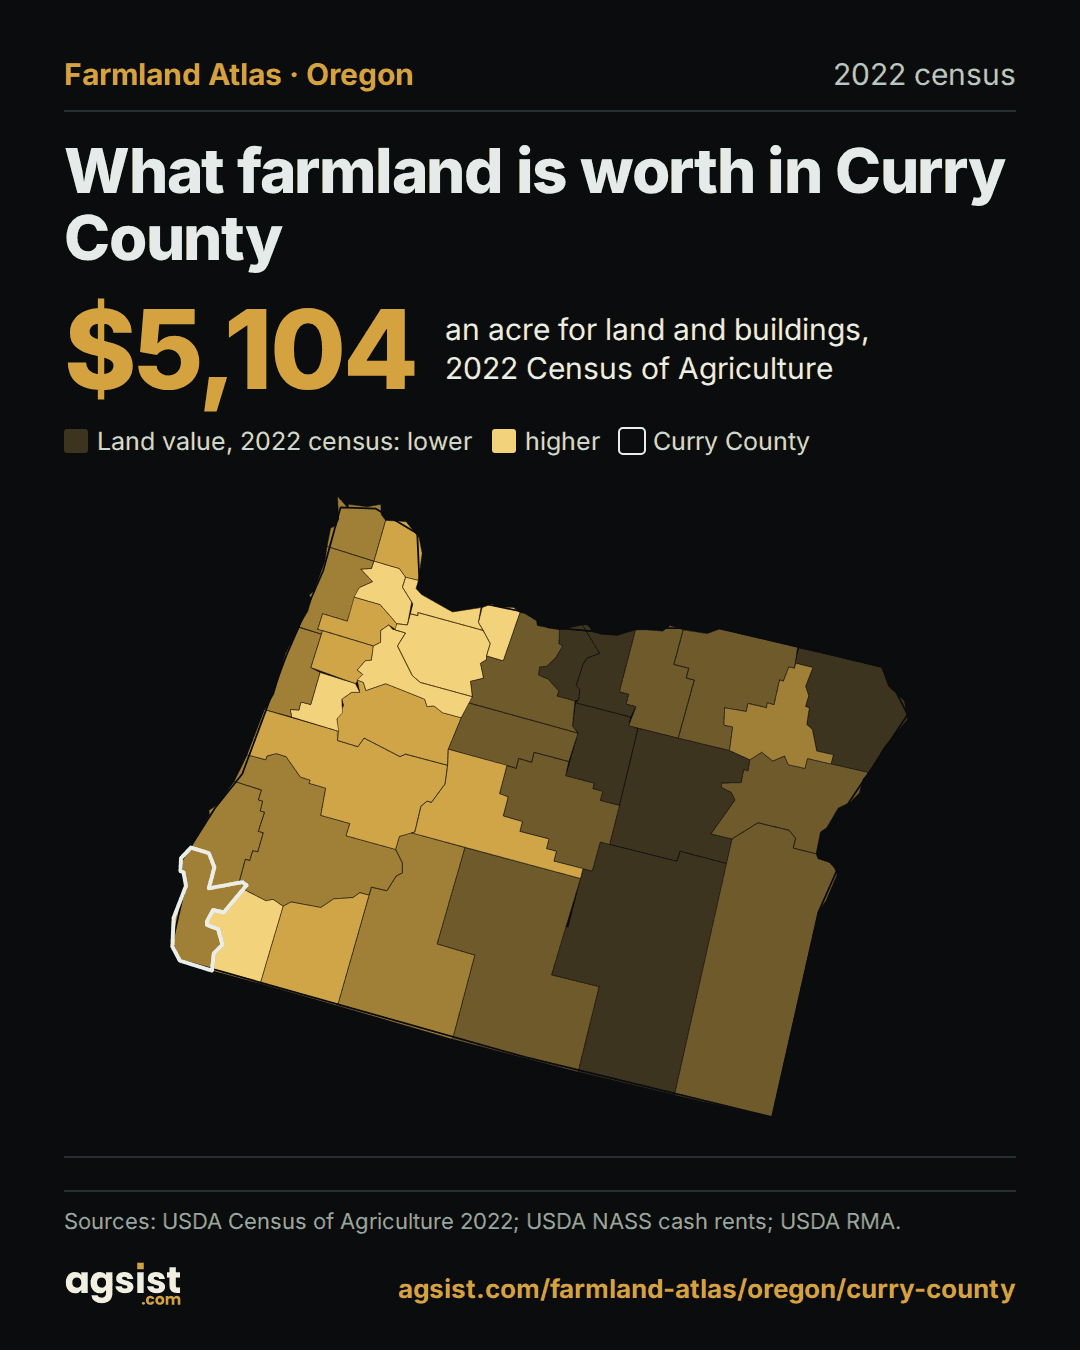 Farmland Atlas · Oregon
2022 census
What farmland is worth in Curry
County
$5,104
an acre for land and buildings,
2022 Census of Agriculture
Land value, 2022 census: lower
higher
Curry County
Sources: USDA Census of Agriculture 2022; USDA NASS cash rents; USDA RMA.
agsist
.com
agsist.com/farmland-atlas/oregon/curry-county